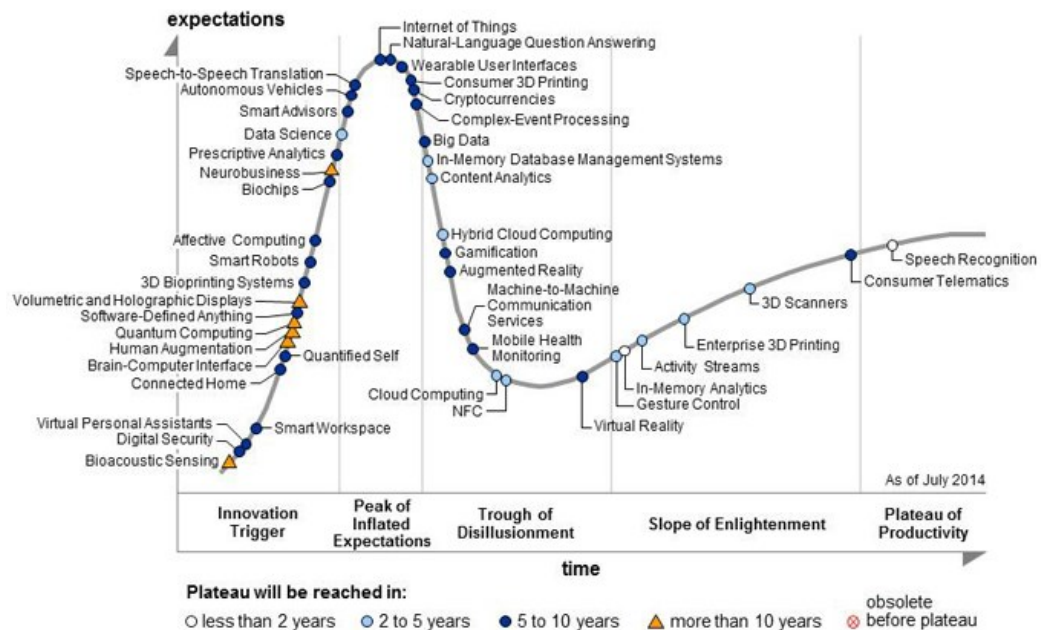 expectations
Internet of Things
Natural-Language Question Answering
Wearable User Interfaces
Speech-to-Speech Translation
Consumer 3D Printing
Autonomous Vehicles
Cryptocurrencies
Smart Advisors
Complex-Event Processing
Data Science
Big Data
Prescriptive Analytics
In-Memory Database Management Systems
Neurobusiness
Content Analytics
Biochips
Hybrid Cloud Computing
Affective Computing
Gamification
Smart Robots
Augmented Reality
Speech Recognition
3D Bioprinting Systems
Consumer Telematics
Machine-to-Machine
Communication
Services
Volumetric and Holographic Displays
3D Scanners
Software-Defined Anything
Quantum Computing
Mobile Health
Monitoring
Enterprise 3D Printing
Human Augmentation
Quantified Self
Brain-Computer Interface
Activity Streams
Connected Home
Cloud Computing
In-Memory Analytics
NFC
Gesture Control
Virtual Personal Assistants
Smart Workspace
Virtual Reality
Digital Security
Bioacoustic Sensing
As of July 2014
Innovation
Trigger
Peak of
Inflated
Expectations
Trough of
Disillusionment
Slope of Enlightenment
Plateau of
Productivity
time
Plateau will be reached in:
less than 2 years
2 to 5 years
5 to 10 years
more than 10 years
obsolete
before plateau